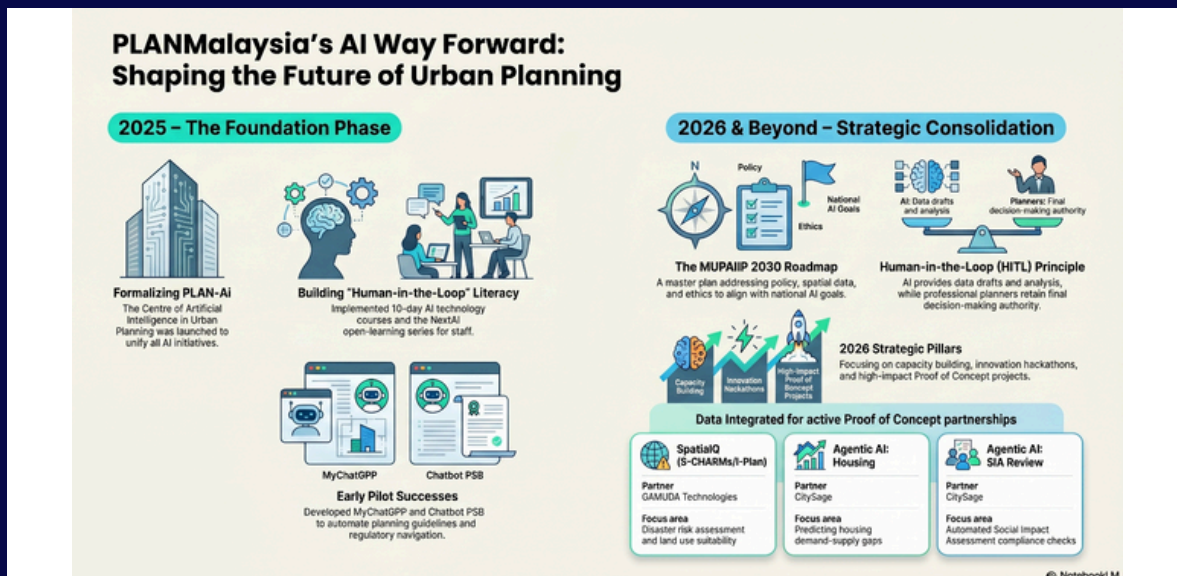 PLANMalaysia's AI Way Forward:
Shaping the Future of Urban Planning
2025 – The Foundation Phase
Formalizing PLAN-Ai
The Centre of Artificial
Intelligence in Urban
Planning was launched to
unify all AI initiatives.
Building "Human-in-the-Loop" Literacy
Implemented 10-day AI technology
courses and the NextAI
open-learning series for staff.
MyChatGPP
Chatbot PSB
Early Pilot Successes
Developed MyChatGPP and Chatbot PSB
to automate planning guidelines and
regulatory navigation.
2026 & Beyond – Strategic Consolidation
N
Policy
National
AI Goals
Ethics
The MUPAIIP 2030 Roadmap
A master plan addressing policy, spatial data,
and ethics to align with national AI goals.
AI: Data drafts
and analysis
Planners: Final
decision-making authority
Human-in-the-Loop (HITL) Principle
AI provides data drafts and analysis,
while professional planners retain final
decision-making authority.
Capacity
Building
Innovation
Hackathons
High-Impact
Proof of
Boncept
Projects
2026 Strategic Pillars
Focusing on capacity building, innovation hackathons,
and high-impact Proof of Concept projects.
Data Integrated for active Proof of Concept partnerships
SpatialQ
(S-CHARMs/I-Plan)
Partner
GAMUDA Technologies
Focus area
Disaster risk assessment
and land use suitability
Agentic AI:
Housing
Partner
CitySage
Focus area
Predicting housing
demand-supply gaps
Agentic AI:
SIA Review
Partner
CitySage
Focus area
Automated Social Impact
Assessment compliance checks
NotebookLM